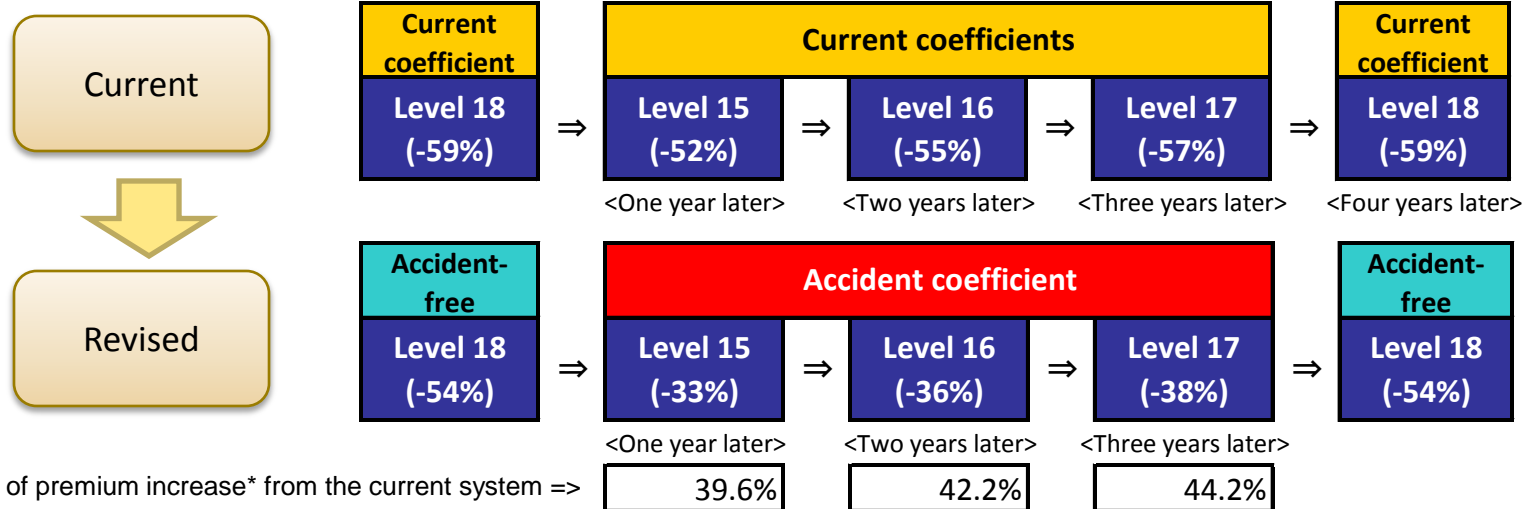 Current
Current
coefficient
Current coefficients
Current
coefficient
Level 18
(-59%)
⇒
Level 15
(-52%)
⇒
Level 16
(-55%)
⇒
Level 17
(-57%)
⇒
Level 18
(-59%)
<One year later>
<Two years later>
<Three years later>
<Four years later>
Revised
Accident-
free
Accident coefficient
Accident-
free
Level 18
(-54%)
⇒
Level 15
(-33%)
⇒
Level 16
(-36%)
⇒
Level 17
(-38%)
⇒
Level 18
(-54%)
<One year later>
<Two years later>
<Three years later>
of premium increase* from the current system =>
39.6%
42.2%
44.2%